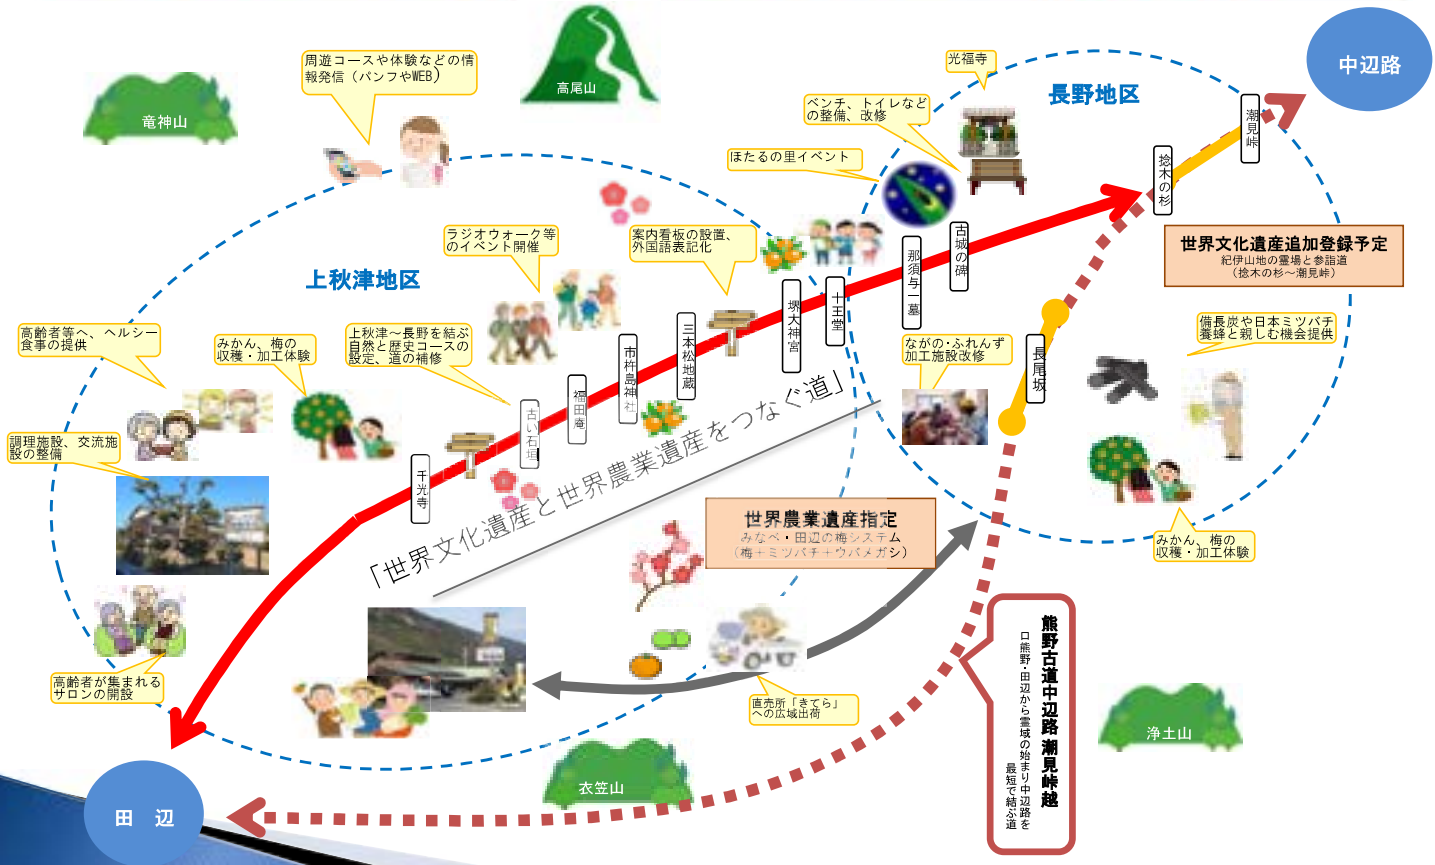 周遊コースや体験などの情
報発信（パンフやWEB）
高尾山
竜神山
光福寺
中辺路
長野地区
ベンチ、トイレなど
の整備、改修
ほたるの里イベント
潮見峠
捻木の杉
世界文化遺産追加登録予定
紀伊山地の霊場と参詣道
（捻木の杉～潮見峠）
ラジオウォーク等
のイベント開催
案内看板の設置、
外国語表記化
古城の碑
那須与一墓
上秋津地区
十王堂
堺大神宮
三本松地蔵
市杵島神社
福田庵
古い石垣
千光寺
高齢者等へ、ヘルシー
食事の提供
みかん、梅の
収穫・加工体験
上秋津～長野を結ぶ
自然と歴史コースの
設定、道の補修
ながの・ふれんず
加工施設改修
長尾坂
備長炭や日本ミツバチ
養蜂と親しむ機会提供
調理施設、交流施
設の整備
「世界文化遺産と世界農業遺産をつなぐ道」
世界農業遺産指定
みなべ・田辺の梅システム
（梅＋ミツバチ＋ウバメガシ）
みかん、梅の
収穫・加工体験
高齢者が集まれる
サロンの開設
直売所「きてら」
への広域出荷
熊野古道中辺路 潮見峠越
口熊野・田辺から霊域の始まり中辺路を
最短で結ぶ道
浄土山
衣笠山
田　辺